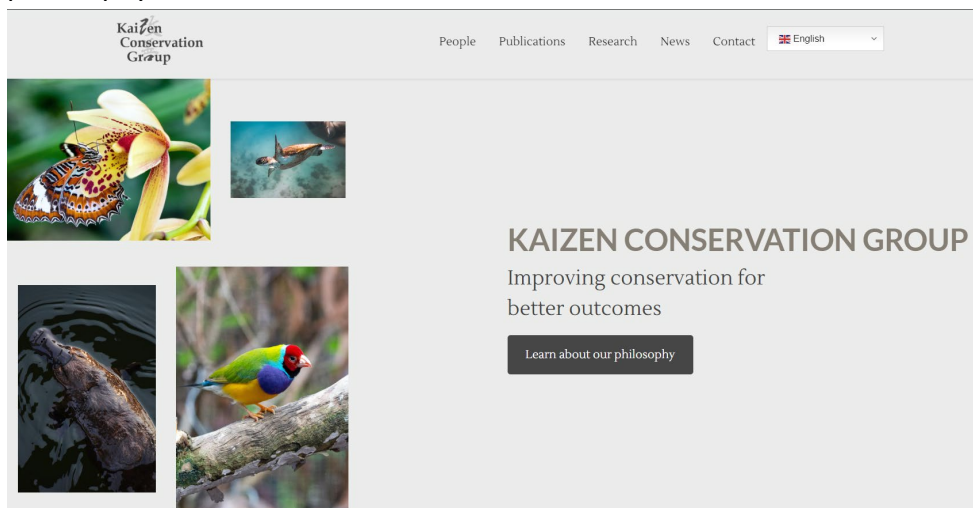 Kaizen
Conservation
Group
People Publications Research News Contact English
KAIZEN CONSERVATION GROUP
Improving conservation for
better outcomes
Learn about our philosophy